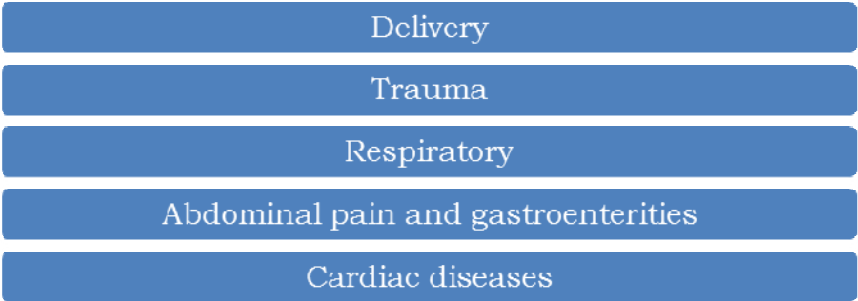 Delivery
Trauma
Respiratory
Abdominal pain and gastroenterities
Cardiac diseases